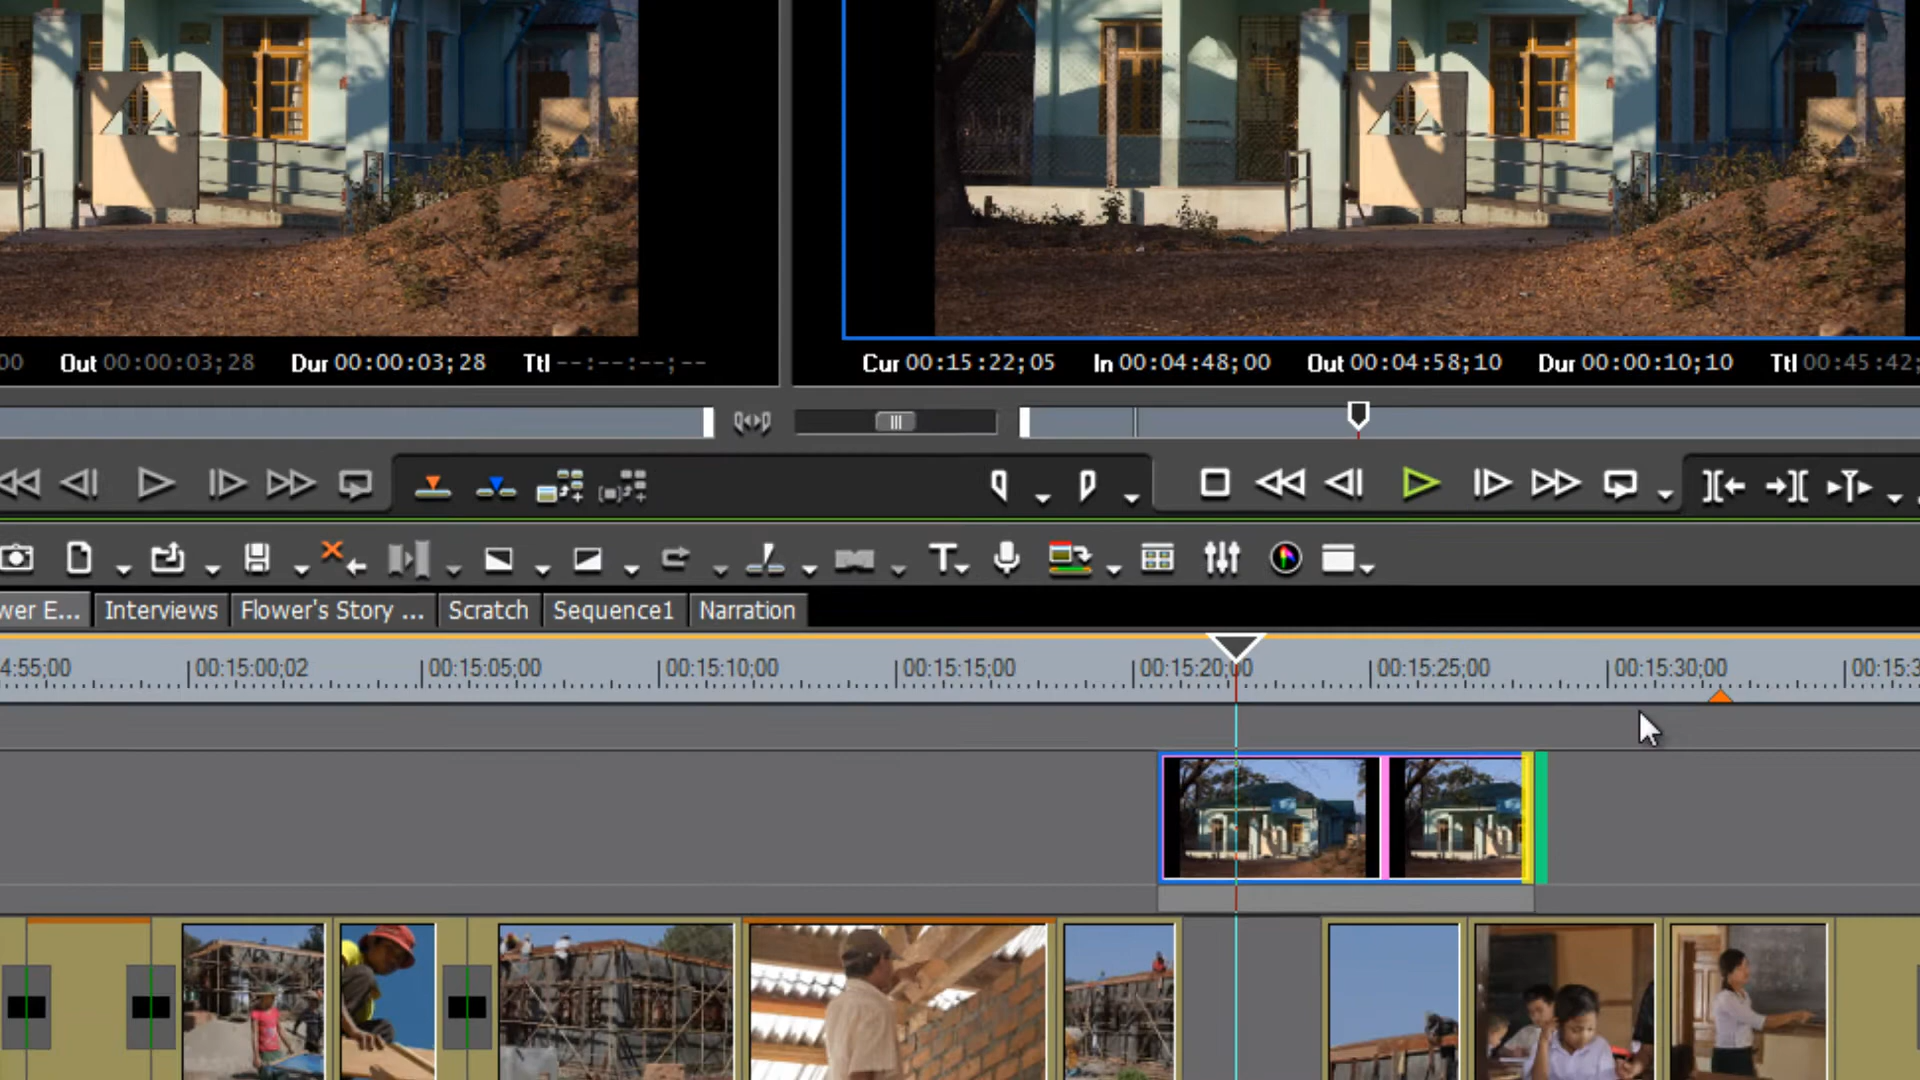 00 Out 00:00:03;28 Dur 00:00:03;28 Ttl --:--:--;--
Cur 00:15:22;05 In 00:04:48;00 Out 00:04:58;10 Dur 00:00:10;10 Ttl 00:45:42;
wer E... Interviews Flower's Story ... Scratch Sequence1 Narration
4:55;00 00:15:00;02 00:15:05;00 00:15:10;00 00:15:15;00 00:15:20;00 00:15:25;00 00:15:30;00 00:15:3